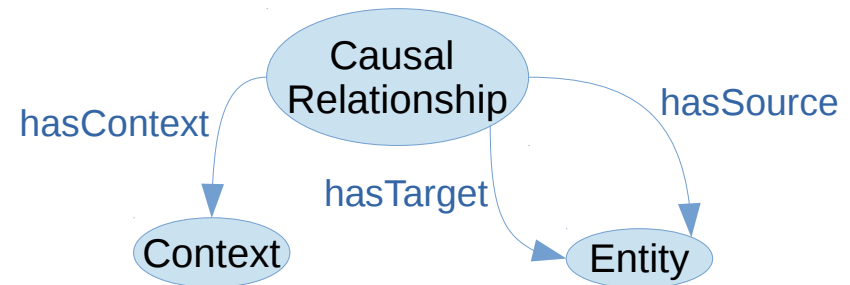 Causal
Relationship
hasContext
hasSource
hasTarget
Context
Entity